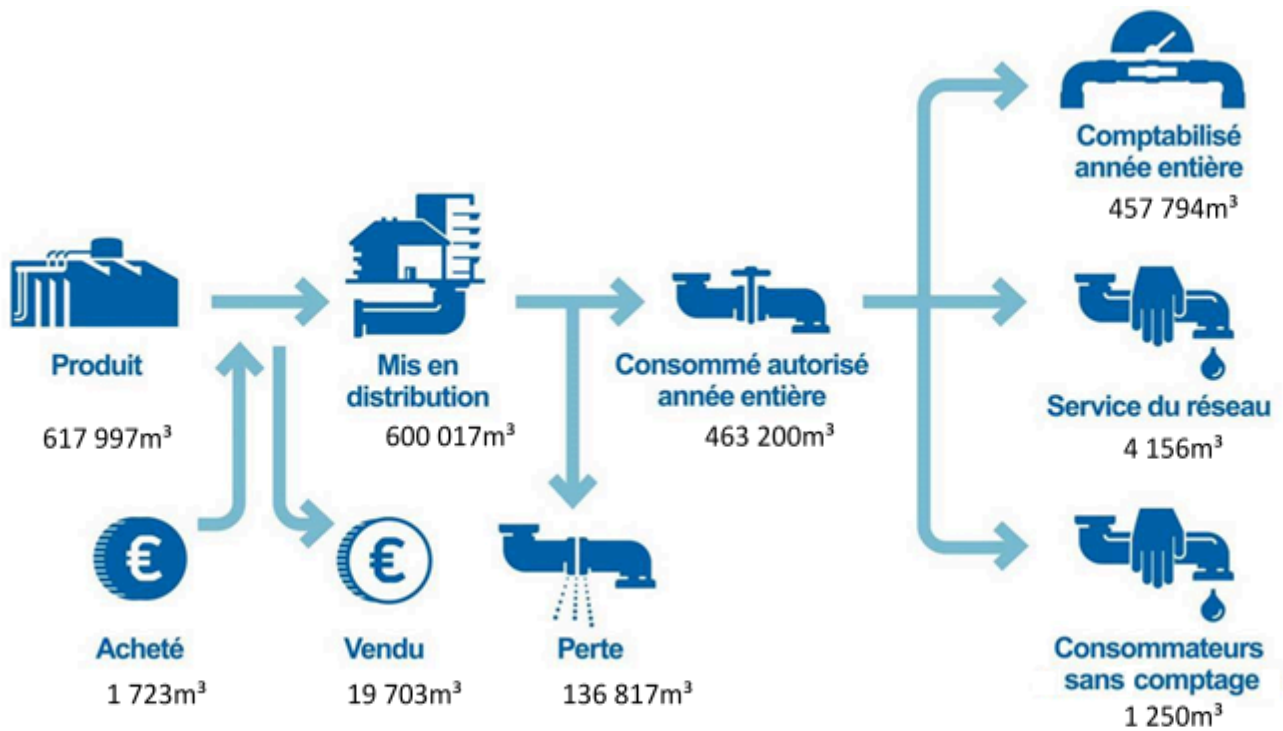 Comptabilisé
année entière
457 794m³
Produit
617 997m³
Mis en
distribution
600 017m³
Consommé autorisé
année entière
463 200m³
Service du réseau
4 156m³
€
Acheté
1 723m³
€
Vendu
19 703m³
Perte
136 817m³
Consommateurs
sans comptage
1 250m³